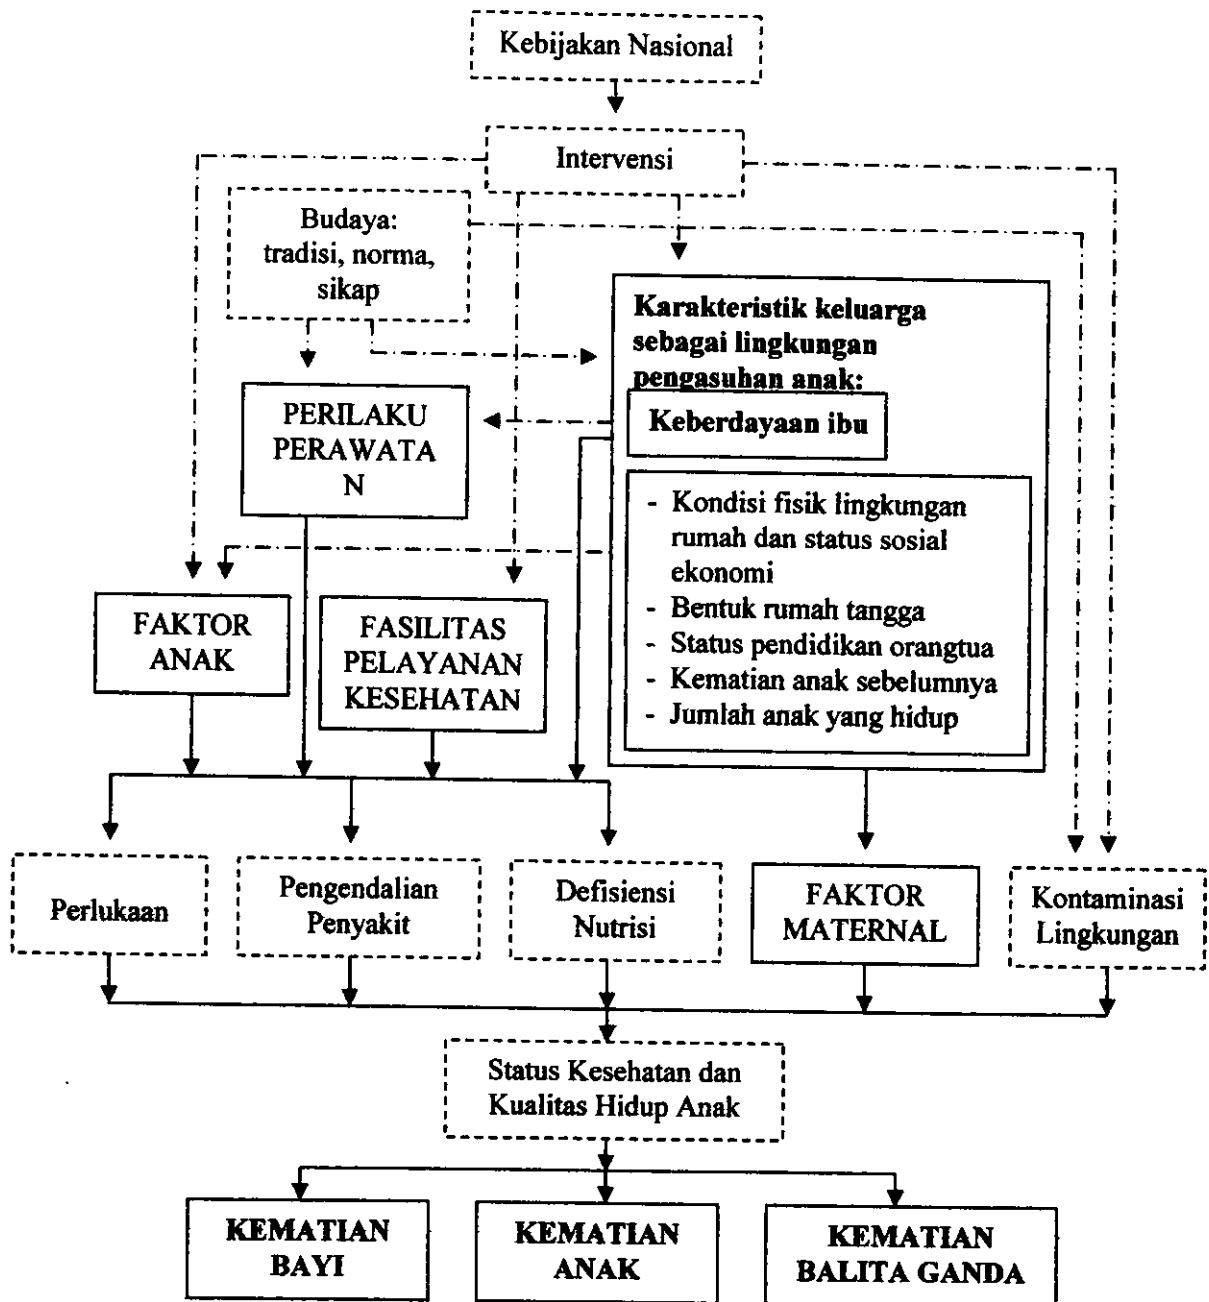 Kebijakan Nasional
Intervensi
Budaya:
tradisi, norma,
sikap
Karakteristik keluarga
sebagai lingkungan
pengasuhan anak:
Keberdayaan ibu
PERILAKU
PERAWATA
N
- Kondisi fisik lingkungan
rumah dan status sosial
ekonomi
- Bentuk rumah tangga
- Status pendidikan orangtua
- Kematian anak sebelumnya
- Jumlah anak yang hidup
FAKTOR
ANAK
FASILITAS
PELAYANAN
KESEHATAN
Perlukaan
Pengendalian
Penyakit
Defisiensi
Nutrisi
FAKTOR
MATERNAL
Kontaminasi
Lingkungan
Status Kesehatan dan
Kualitas Hidup Anak
KEMATIAN
BAYI
KEMATIAN
ANAK
KEMATIAN
BALITA GANDA